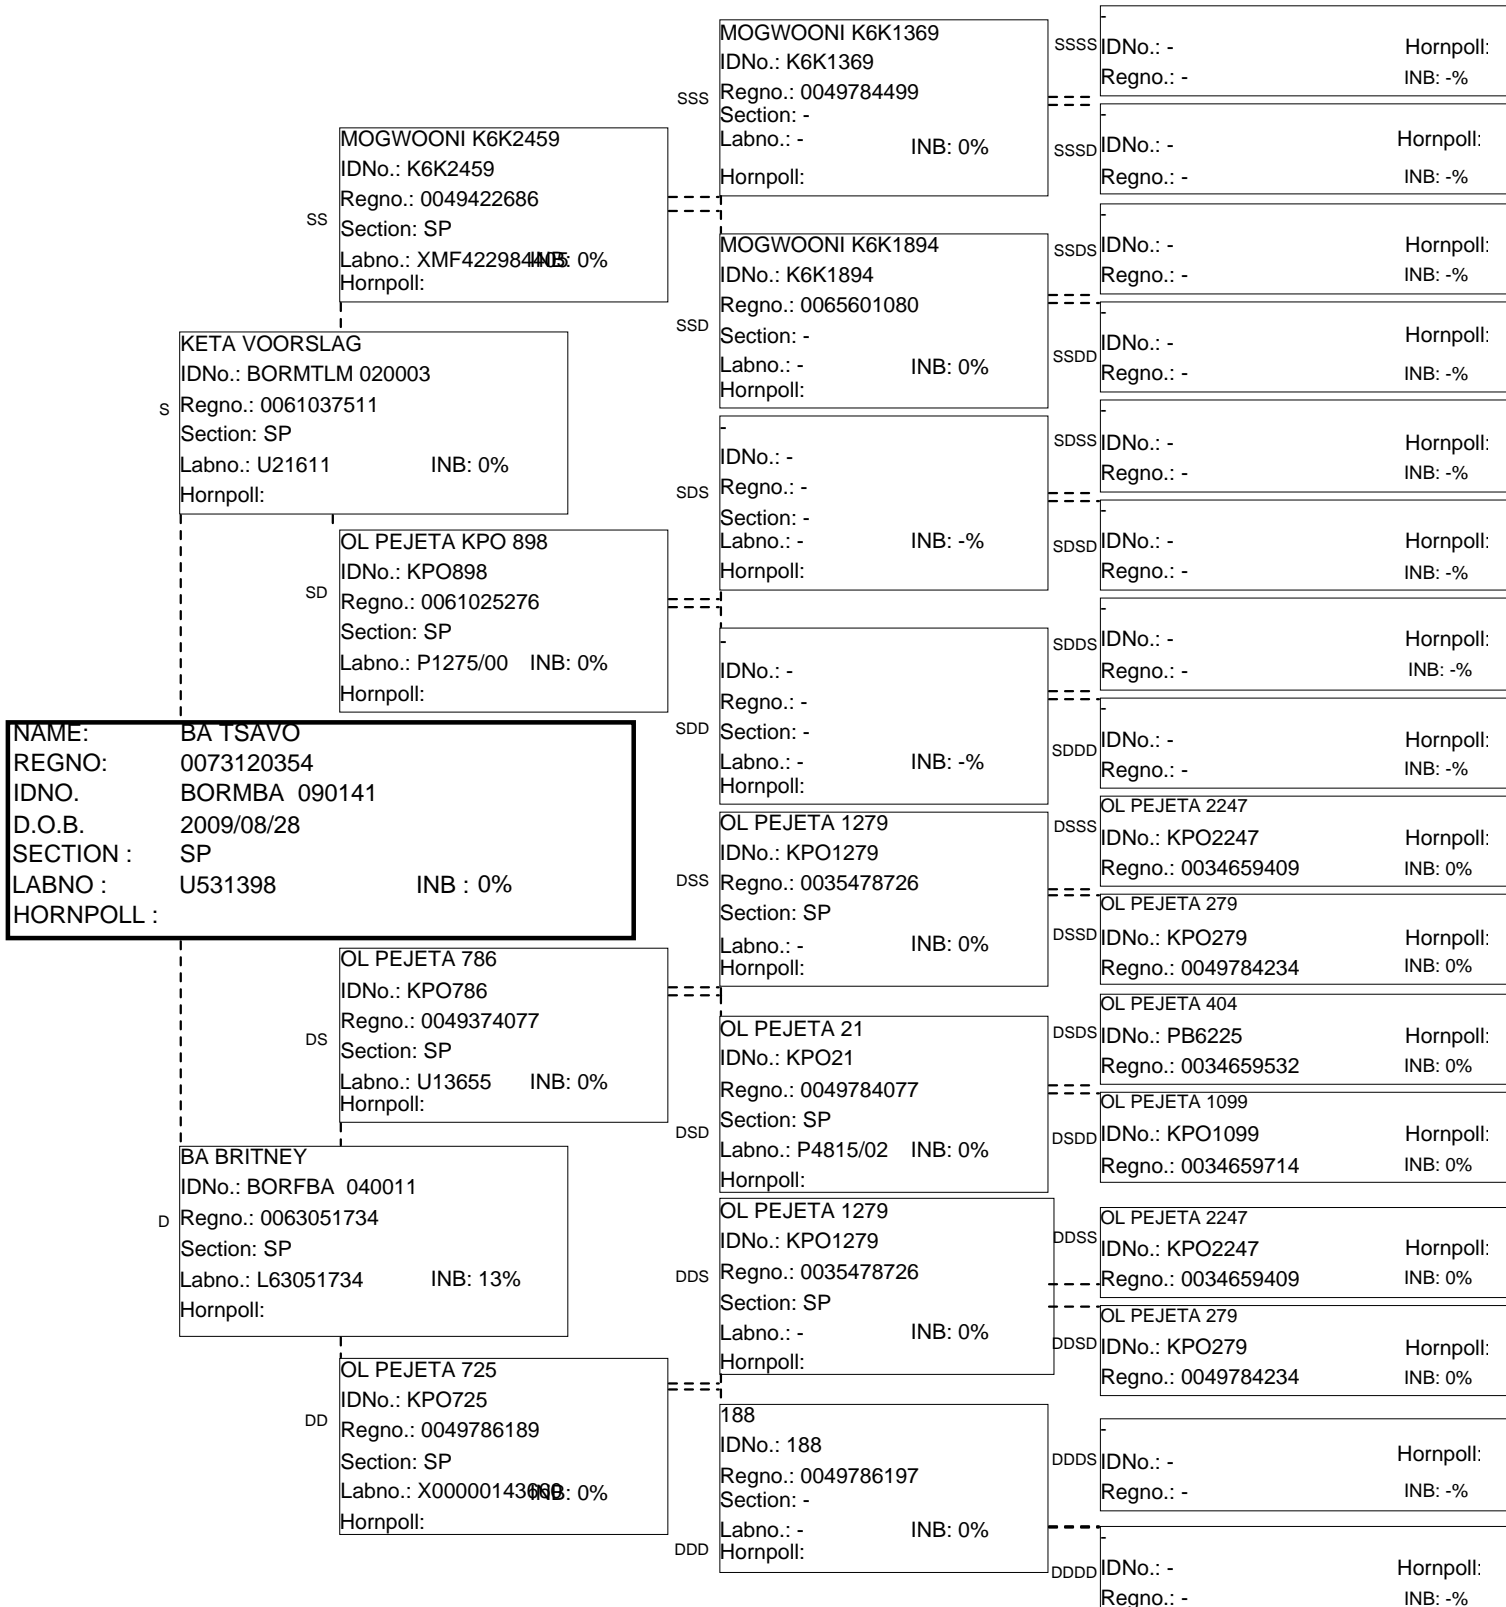 MOGWOONI K6K1369
IDNo.: K6K1369
SSS Regno.: 0049784499
Section: -
Labno.: - INB: 0%
Hornpoll:
-
SSSS IDNo.: - Hornpoll:
Regno.: - INB: -%
-
SSSD IDNo.: - Hornpoll:
Regno.: - INB: -%
MOGWOONI K6K2459
IDNo.: K6K2459
Regno.: 0049422686
SS Section: SP
Labno.: XMF422984405 INB: 0%
Hornpoll:
MOGWOONI K6K1894
IDNo.: K6K1894
Regno.: 0065601080
SSD Section: -
Labno.: - INB: 0%
Hornpoll:
-
SSDS IDNo.: - Hornpoll:
Regno.: - INB: -%
-
SSDD IDNo.: - Hornpoll:
Regno.: - INB: -%
KETA VOORSLAG
IDNo.: BORMTLM 020003
S Regno.: 0061037511
Section: SP
Labno.: U21611 INB: 0%
Hornpoll:
-
IDNo.: -
SDS Regno.: -
Section: -
Labno.: - INB: -%
Hornpoll:
-
SDSS IDNo.: - Hornpoll:
Regno.: - INB: -%
-
SDSD IDNo.: - Hornpoll:
Regno.: - INB: -%
OL PEJETA KPO 898
IDNo.: KPO898
SD Regno.: 0061025276
Section: SP
Labno.: P1275/00 INB: 0%
Hornpoll:
-
IDNo.: -
Regno.: -
SDD Section: -
Labno.: - INB: -%
Hornpoll:
-
SDDS IDNo.: - Hornpoll:
Regno.: - INB: -%
-
SDDD IDNo.: - Hornpoll:
Regno.: - INB: -%
NAME: BA TSAVO
REGNO: 0073120354
IDNO. BORMBA 090141
D.O.B. 2009/08/28
SECTION : SP
LABNO : U531398 INB : 0%
HORNPOLL :
OL PEJETA 1279
IDNo.: KPO1279
DSS Regno.: 0035478726
Section: SP
Labno.: - INB: 0%
Hornpoll:
OL PEJETA 2247
DSSS IDNo.: KPO2247 Hornpoll:
Regno.: 0034659409 INB: 0%
OL PEJETA 279
DSSD IDNo.: KPO279 Hornpoll:
Regno.: 0049784234 INB: 0%
OL PEJETA 786
IDNo.: KPO786
Regno.: 0049374077
DS Section: SP
Labno.: U13655 INB: 0%
Hornpoll:
OL PEJETA 21
IDNo.: KPO21
Regno.: 0049784077
DSD Section: SP
Labno.: P4815/02 INB: 0%
Hornpoll:
OL PEJETA 404
DSDS IDNo.: PB6225 Hornpoll:
Regno.: 0034659532 INB: 0%
OL PEJETA 1099
DSDD IDNo.: KPO1099 Hornpoll:
Regno.: 0034659714 INB: 0%
BA BRITNEY
IDNo.: BORFBA 040011
D Regno.: 0063051734
Section: SP
Labno.: L63051734 INB: 13%
Hornpoll:
OL PEJETA 1279
IDNo.: KPO1279
DDS Regno.: 0035478726
Section: SP
Labno.: - INB: 0%
Hornpoll:
OL PEJETA 2247
DDSS IDNo.: KPO2247 Hornpoll:
Regno.: 0034659409 INB: 0%
OL PEJETA 279
DDSD IDNo.: KPO279 Hornpoll:
Regno.: 0049784234 INB: 0%
OL PEJETA 725
IDNo.: KPO725
DD Regno.: 0049786189
Section: SP
Labno.: INB: 0%
Hornpoll:
188
IDNo.: 188
Regno.: 0049786197
Section: -
Labno.: - INB: 0%
DDD Hornpoll:
-
DDDS IDNo.: - Hornpoll:
Regno.: - INB: -%
-
DDDD IDNo.: - Hornpoll:
Regno.: - INB: -%